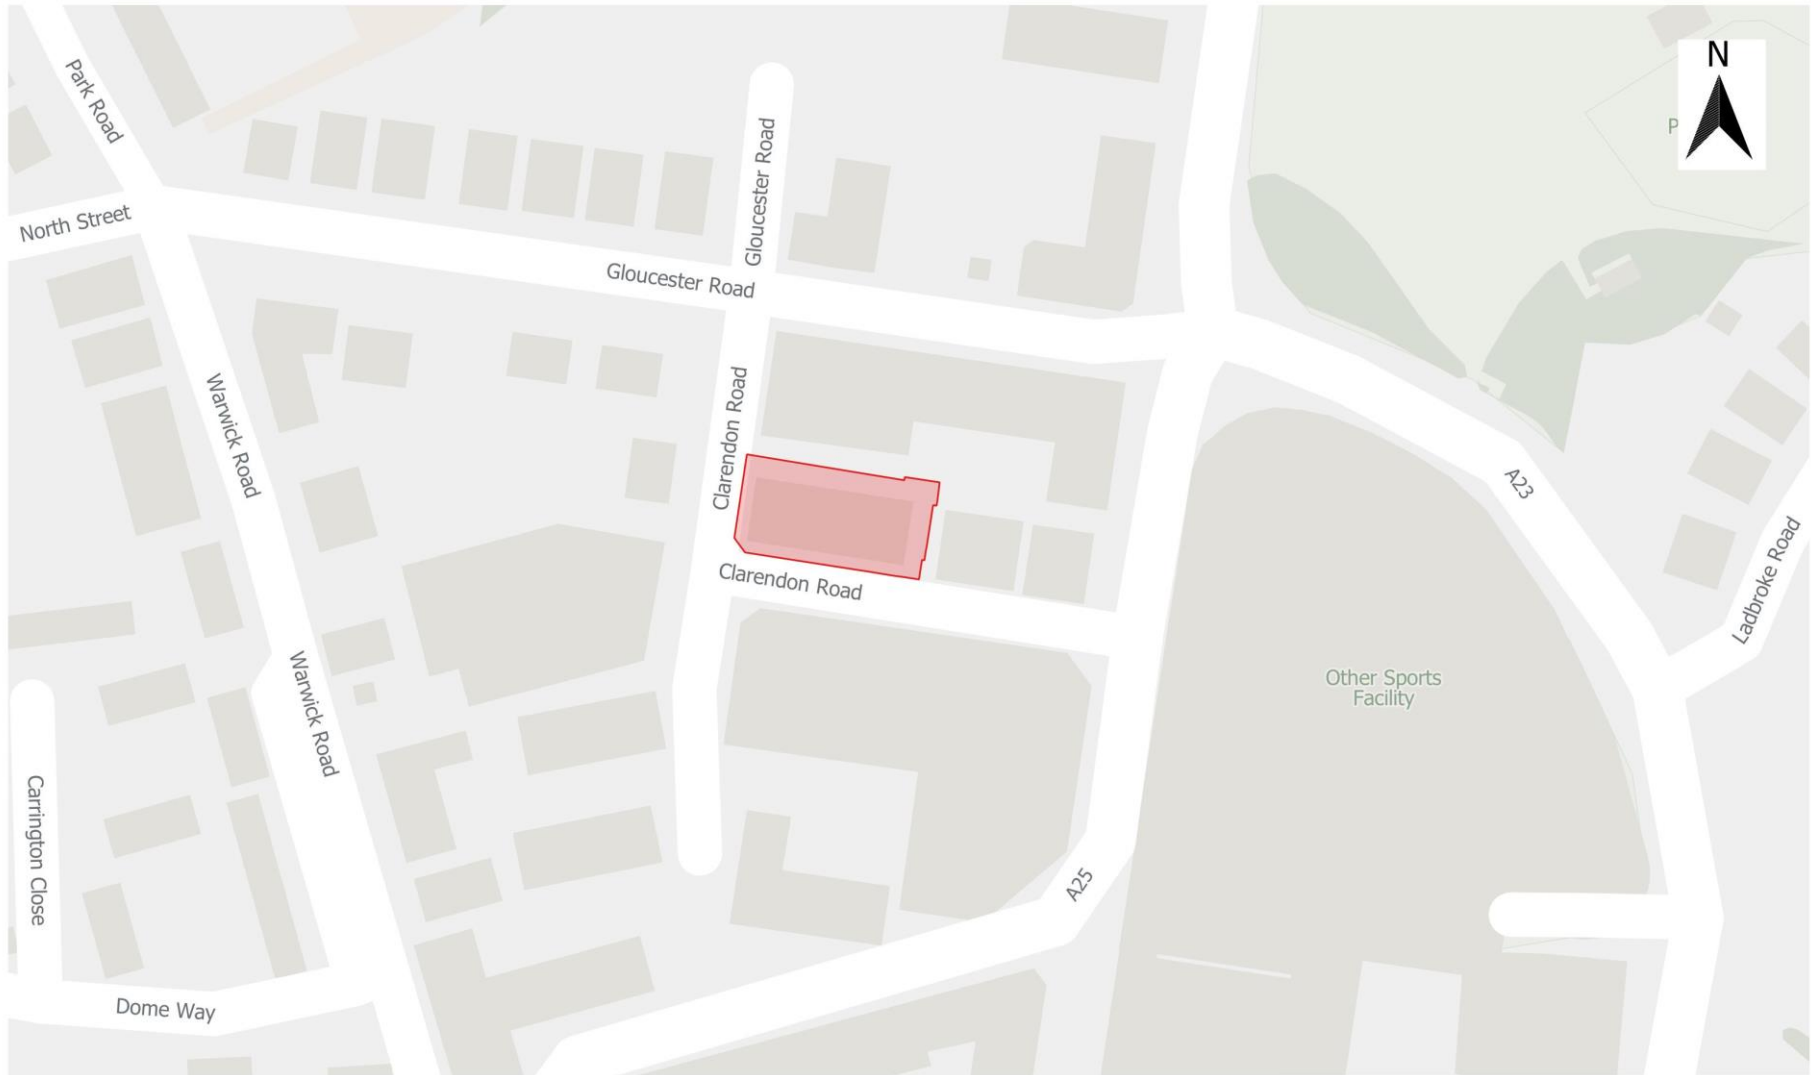 N
Park Road
P
North Street
Gloucester Road
Gloucester Road
Clarendon Road
Warwick Road
A23
Clarendon Road
Ladbroke Road
Warwick Road
Other Sports
Facility
Carrington Close
A25
Dome Way